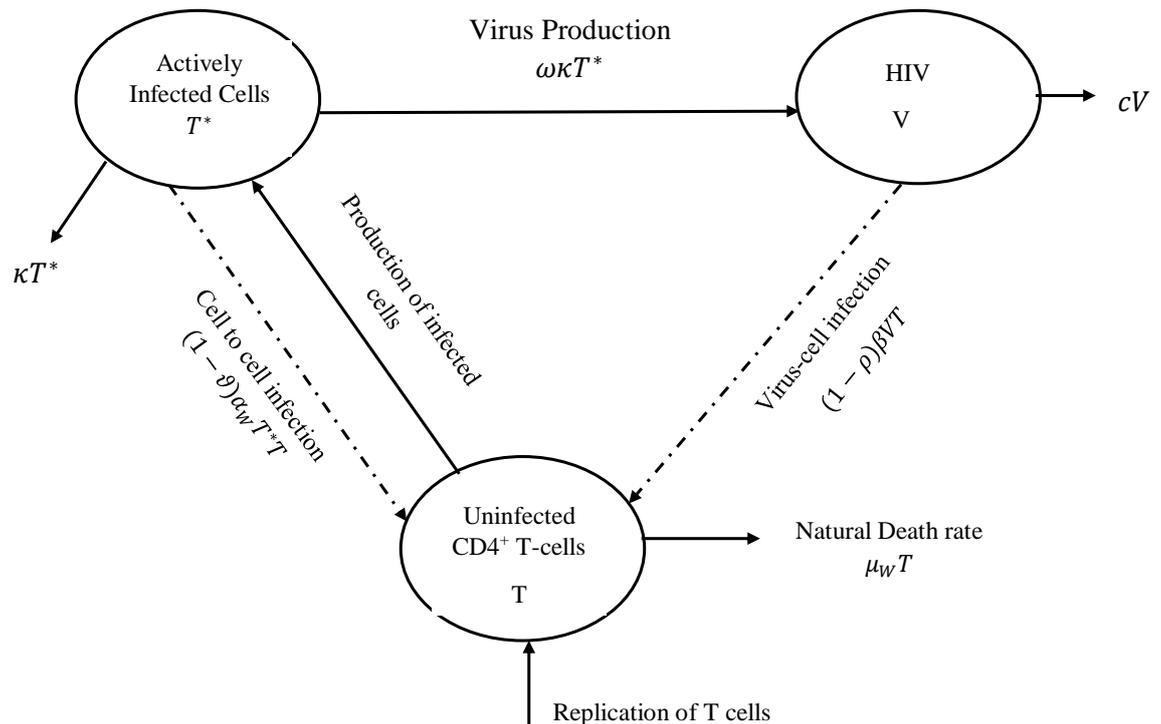 Virus Production
𝜔𝜅𝑇*
Actively
Infected Cells
𝑇*
HIV
V
𝑐𝑉
𝜅𝑇*
Production of infected
cells
Cell to cell infection
(1 − 𝜗)𝛼_W 𝑇*𝑇
Virus-cell infection
(1 − 𝜌)𝛽𝑉𝑇
Uninfected
CD4⁺ T-cells
T
Natural Death rate
𝜇_W 𝑇
Replication of T cells